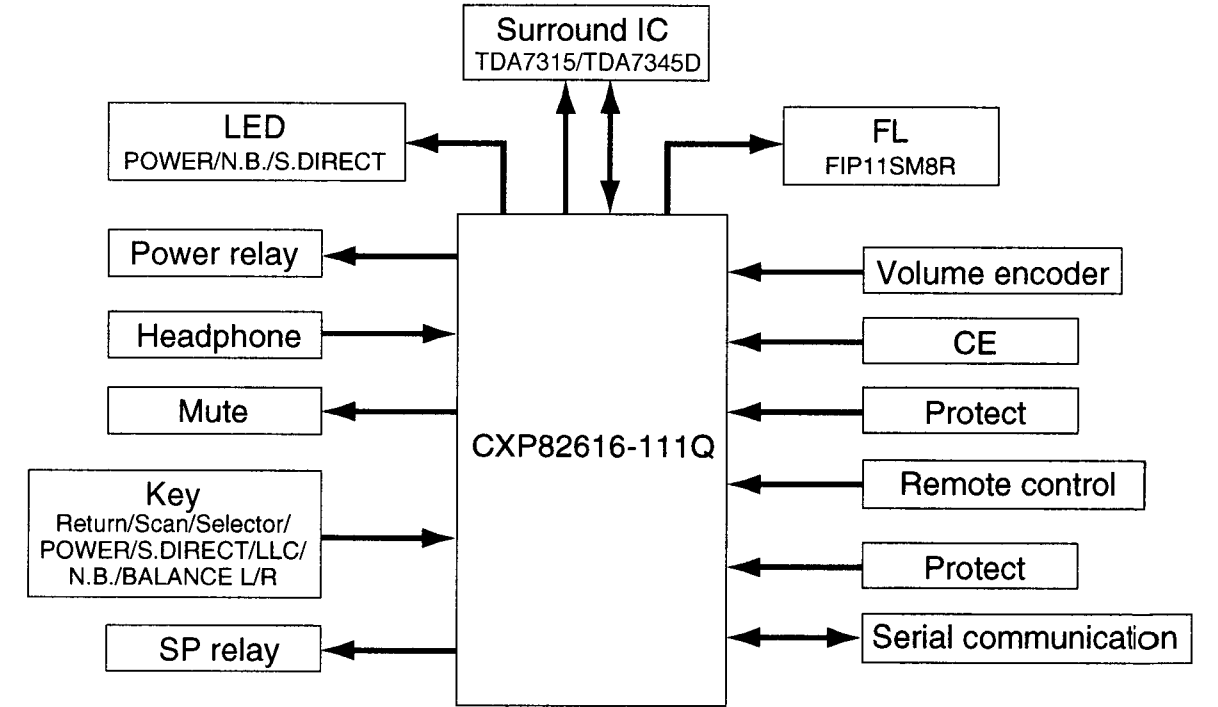 Surround IC
TDA7315/TDA7345D
LED
POWER/N.B./S.DIRECT
FL
FIP11SM8R
Power relay
Volume encoder
Headphone
CE
Mute
Protect
CXP82616-111Q
Key
Return/Scan/Selector/
POWER/S.DIRECT/LLC/
N.B./BALANCE L/R
Remote control
Protect
SP relay
Serial communication